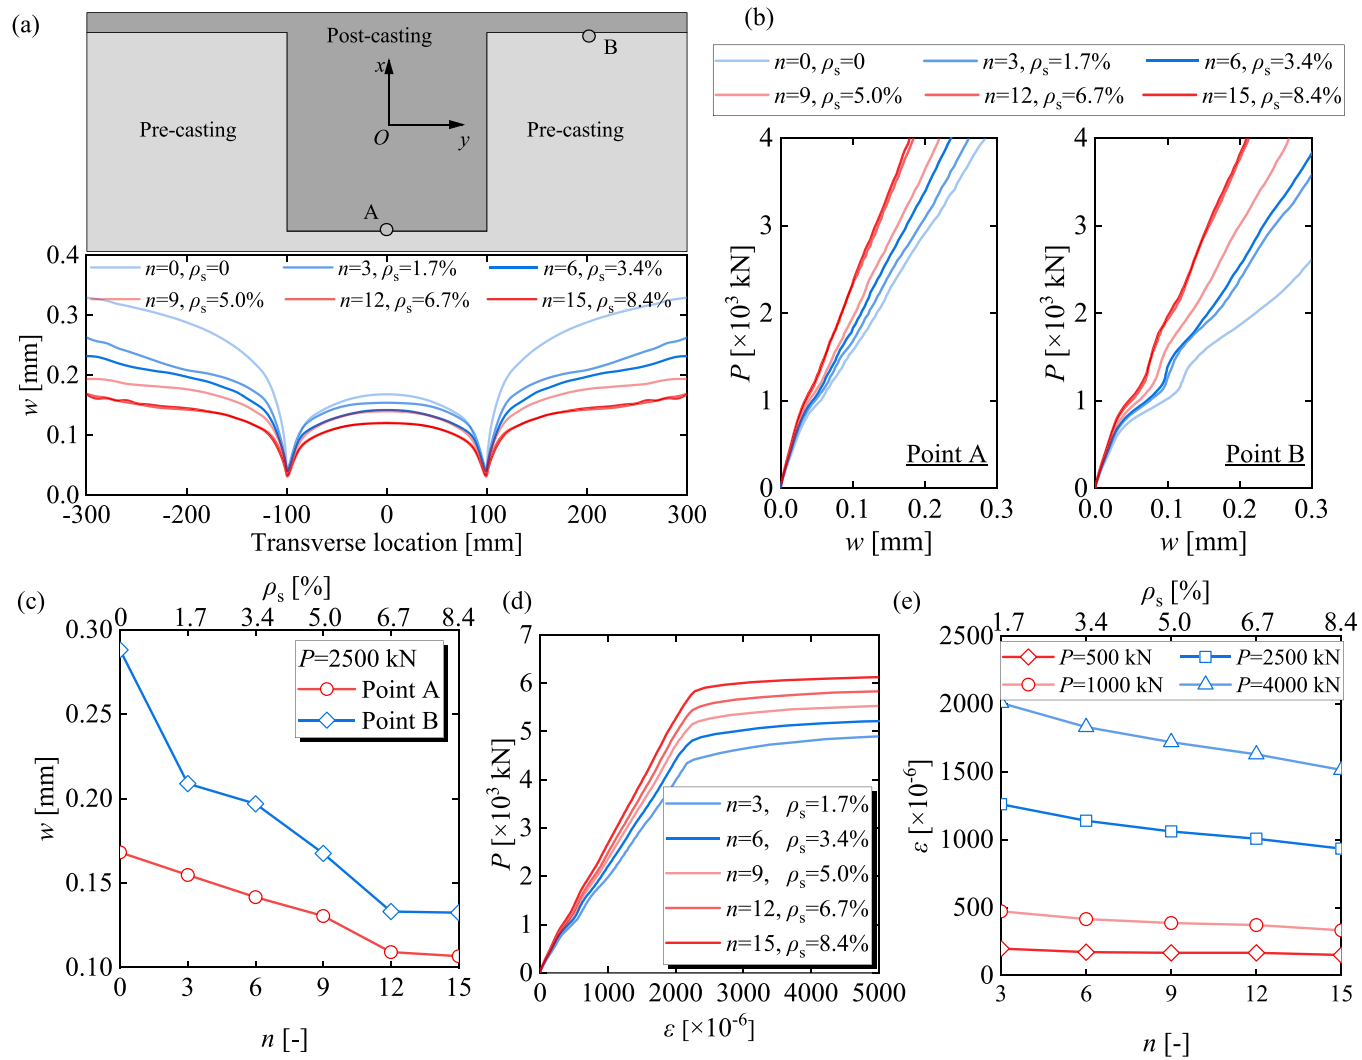 (a)
Post-casting
B
x
Pre-casting
O
y
Pre-casting
A
0.4
0.3
0.2
0.1
0.0
w [mm]
n=0, ρs=0
n=3, ρs=1.7%
n=6, ρs=3.4%
n=9, ρs=5.0%
n=12, ρs=6.7%
n=15, ρs=8.4%
-300 -200 -100 0 100 200 300
Transverse location [mm]
(b)
n=0, ρs=0
n=3, ρs=1.7%
n=6, ρs=3.4%
n=9, ρs=5.0%
n=12, ρs=6.7%
n=15, ρs=8.4%
4
3
2
1
0
P [×10³ kN]
Point A
0.0 0.1 0.2 0.3
w [mm]
4
3
2
1
0
P [×10³ kN]
Point B
0.0 0.1 0.2 0.3
w [mm]
(c)
ρs [%]
0 1.7 3.4 5.0 6.7 8.4
0.30
0.25
0.20
0.15
0.10
w [mm]
P=2500 kN
Point A
Point B
0 3 6 9 12 15
n [-]
(d)
7
6
5
4
3
2
1
0
P [×10³ kN]
n=3, ρs=1.7%
n=6, ρs=3.4%
n=9, ρs=5.0%
n=12, ρs=6.7%
n=15, ρs=8.4%
0 1000 2000 3000 4000 5000
ε [×10⁻⁶]
(e)
ρs [%]
1.7 3.4 5.0 6.7 8.4
2500
2000
1500
1000
500
0
ε [×10⁻⁶]
P=500 kN
P=2500 kN
P=1000 kN
P=4000 kN
3 6 9 12 15
n [-]